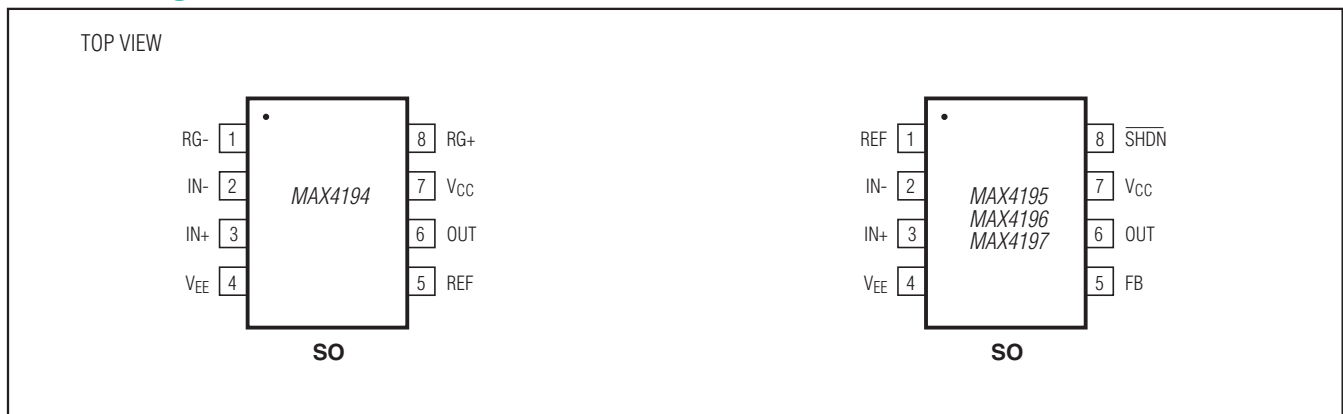 TOP VIEW
RG- 1
IN- 2
IN+ 3
VEE 4
MAX4194
8 RG+
7 VCC
6 OUT
5 REF
SO
REF 1
IN- 2
IN+ 3
VEE 4
MAX4195
MAX4196
MAX4197
8 S̅H̅D̅N̅
7 VCC
6 OUT
5 FB
SO